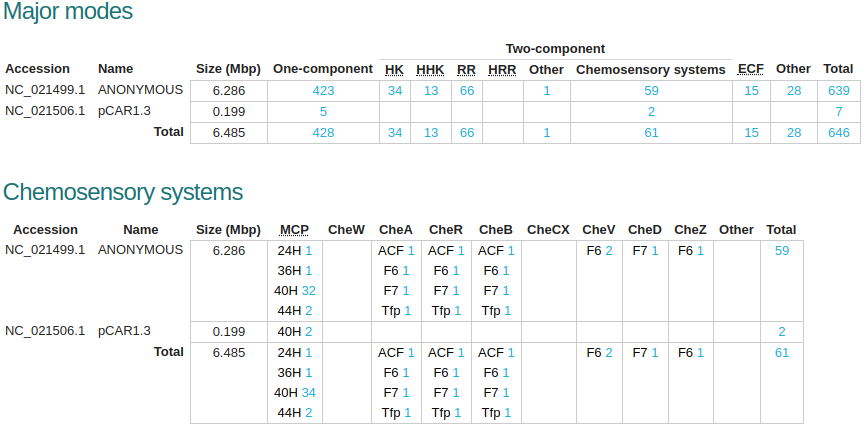 Major modes
Two-component
Accession Name Size (Mbp) One-component HK HHK RR HRR Other Chemosensory systems ECF Other Total
NC_021499.1 ANONYMOUS 6.286 423 34 13 66 1 59 15 28 639
NC_021506.1 pCAR1.3 0.199 5 2 7
Total 6.485 428 34 13 66 1 61 15 28 646
Chemosensory systems
Accession Name Size (Mbp) MCP CheW CheA CheR CheB CheCX CheV CheD CheZ Other Total
NC_021499.1 ANONYMOUS 6.286 24H 1 ACF 1 ACF 1 ACF 1 F6 2 F7 1 F6 1 59
36H 1 F6 1 F6 1 F6 1
40H 32 F7 1 F7 1 F7 1
44H 2 Tfp 1 Tfp 1 Tfp 1
NC_021506.1 pCAR1.3 0.199 40H 2 2
Total 6.485 24H 1 ACF 1 ACF 1 ACF 1 F6 2 F7 1 F6 1 61
36H 1 F6 1 F6 1 F6 1
40H 34 F7 1 F7 1 F7 1
44H 2 Tfp 1 Tfp 1 Tfp 1